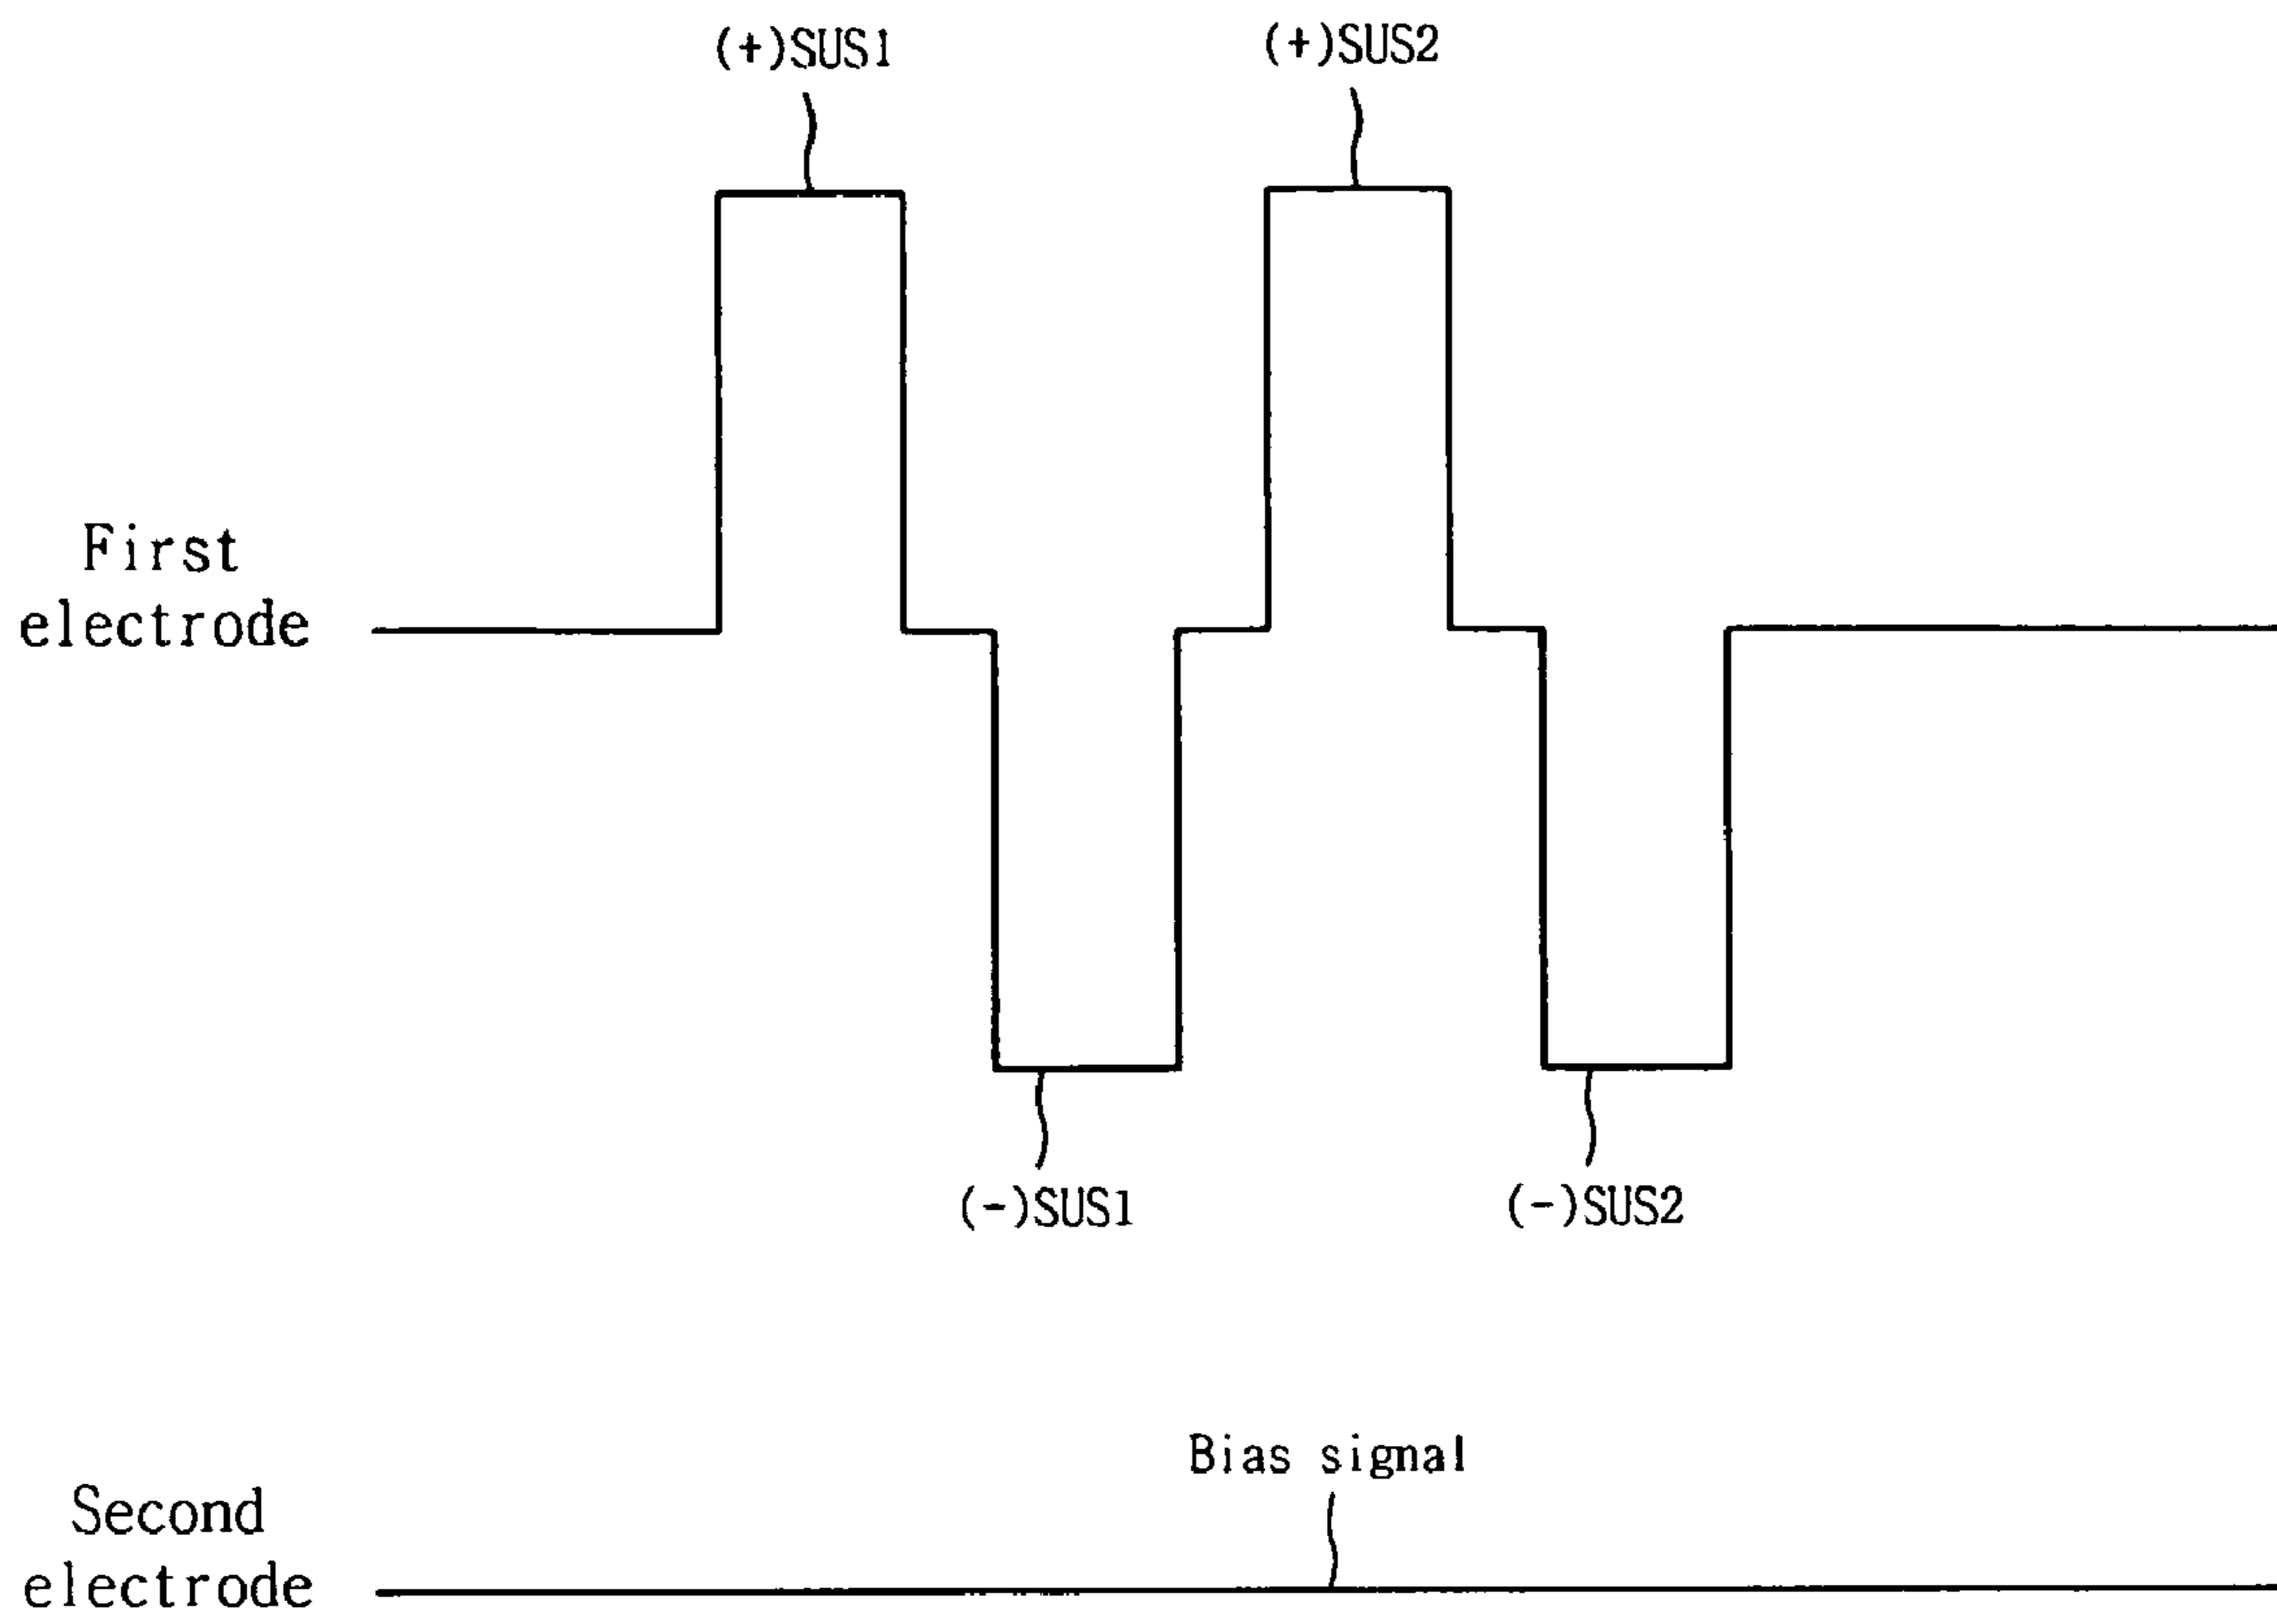 (+)SUS1
(+)SUS2
First
electrode
(-)SUS1
(-)SUS2
Bias signal
Second
electrode